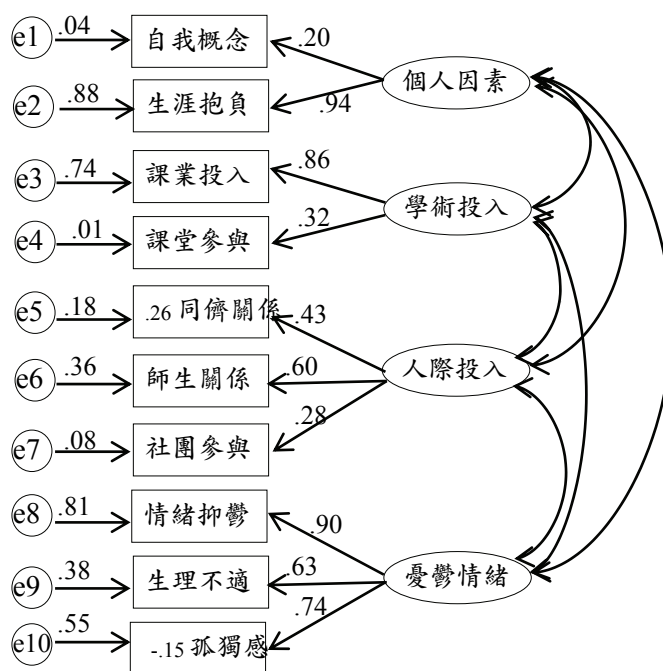 e1 .04 自我概念 .20
e2 .88 生涯抱負 .94 個人因素
e3 .74 課業投入 .86
學術投入
e4 .01 課堂參與 .32
e5 .18 .26 同儕關係 .43
e6 .36 師生關係 .60 人際投入
e7 .08 社團參與 .28
e8 .81 情緒抑鬱 .90
e9 .38 生理不適 .63 憂鬱情緒
e10 .55 -.15 孤獨感 .74